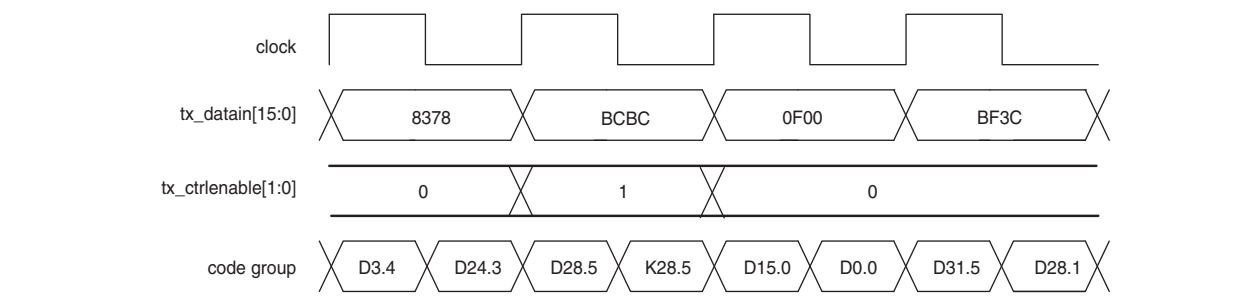 clock
tx_datain[15:0] 8378 BCBC 0F00 BF3C
tx_ctrlenable[1:0] 0 1 0
code group D3.4 D24.3 D28.5 K28.5 D15.0 D0.0 D31.5 D28.1